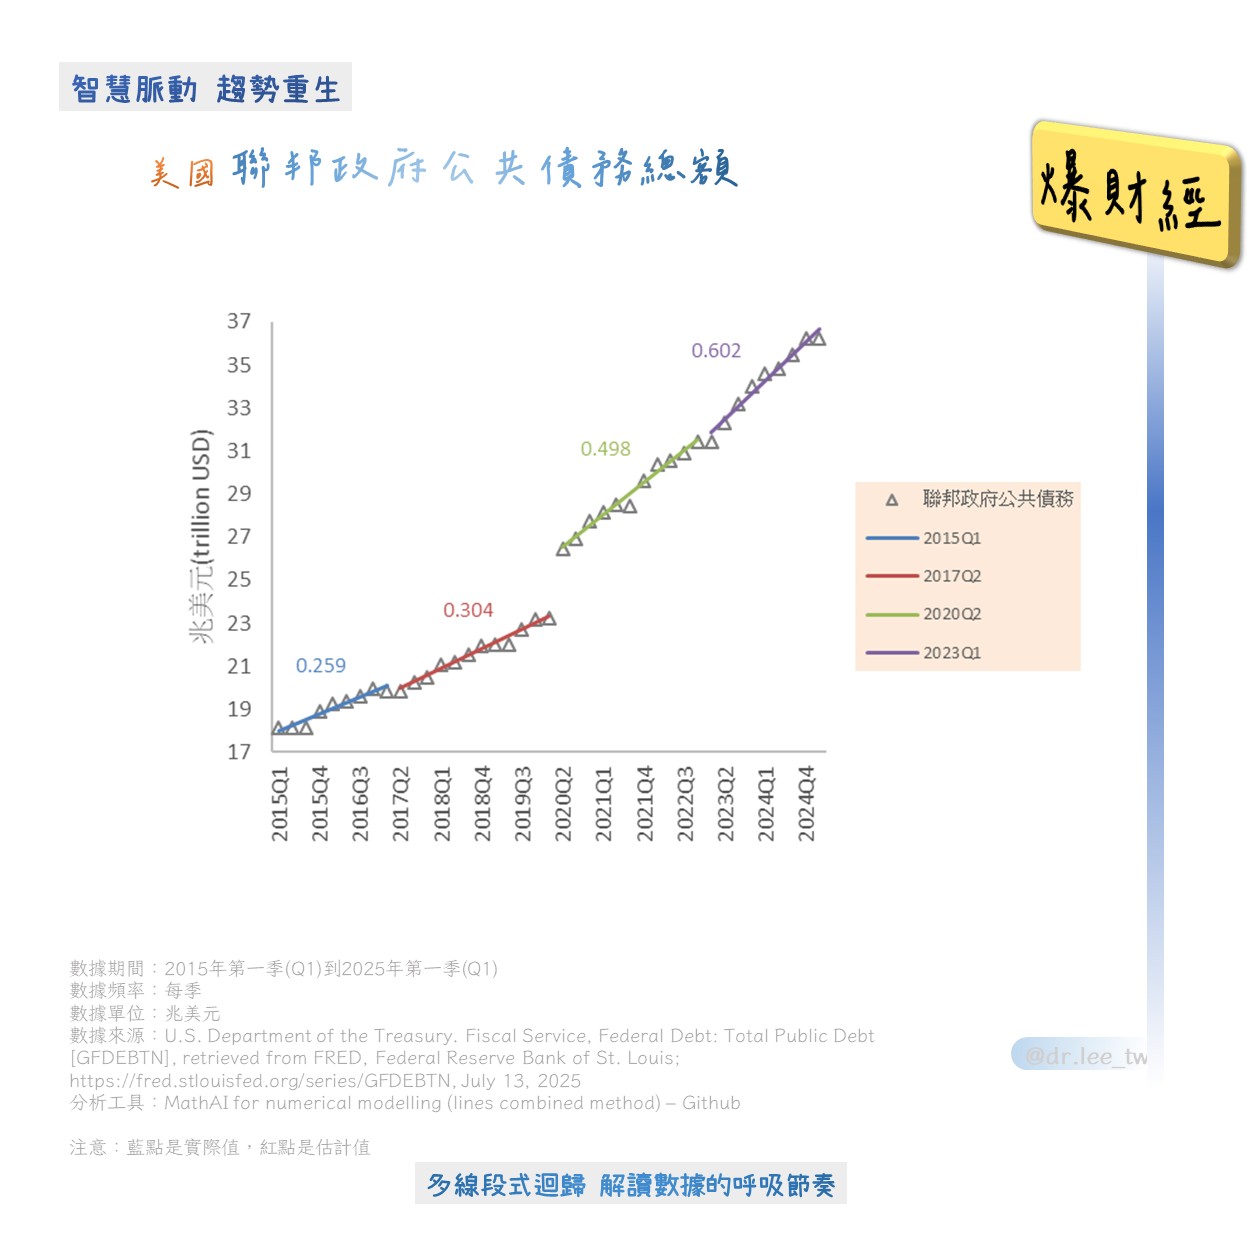 智慧脈動 趨勢重生
美國聯邦政府公共債務總額
爆財經
37
35
33
31
29
27
25
23
21
19
17
兆美元(trillion USD)
0.259
0.304
0.498
0.602
2015Q1
2015Q4
2016Q3
2017Q2
2018Q1
2018Q4
2019Q3
2020Q2
2021Q1
2021Q4
2022Q3
2023Q2
2024Q1
2024Q4
聯邦政府公共債務
2015Q1
2017Q2
2020Q2
2023Q1
數據期間：2015年第一季(Q1)到2025年第一季(Q1)
數據頻率：每季
數據單位：兆美元
數據來源：U.S. Department of the Treasury. Fiscal Service, Federal Debt: Total Public Debt
[GFDEBTN], retrieved from FRED, Federal Reserve Bank of St. Louis;
https://fred.stlouisfed.org/series/GFDEBTN, July 13, 2025
分析工具：MathAI for numerical modelling (lines combined method) – Github
@dr.lee_tw
注意：藍點是實際值，紅點是估計值
多線段式迴歸 解讀數據的呼吸節奏